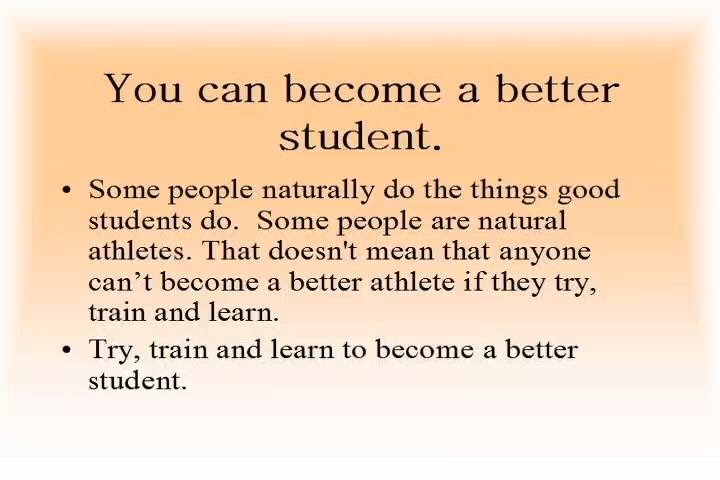 You can become a better
student.
• Some people naturally do the things good
students do.  Some people are natural
athletes. That doesn't mean that anyone
can’t become a better athlete if they try,
train and learn.
• Try, train and learn to become a better
student.